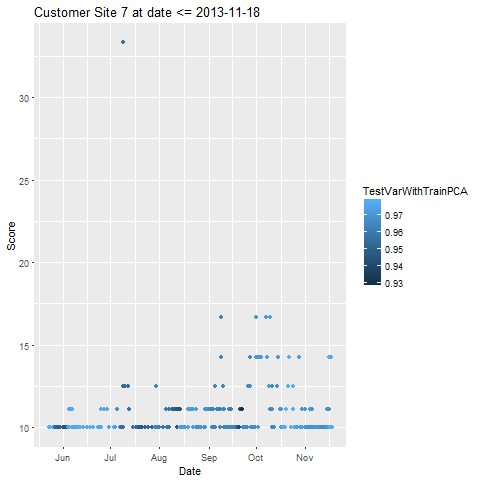 Customer Site 7 at date <= 2013-11-18
Score
30
25
20
15
10
Jun Jul Aug Sep Oct Nov
Date
TestVarWithTrainPCA
0.97
0.96
0.95
0.94
0.93